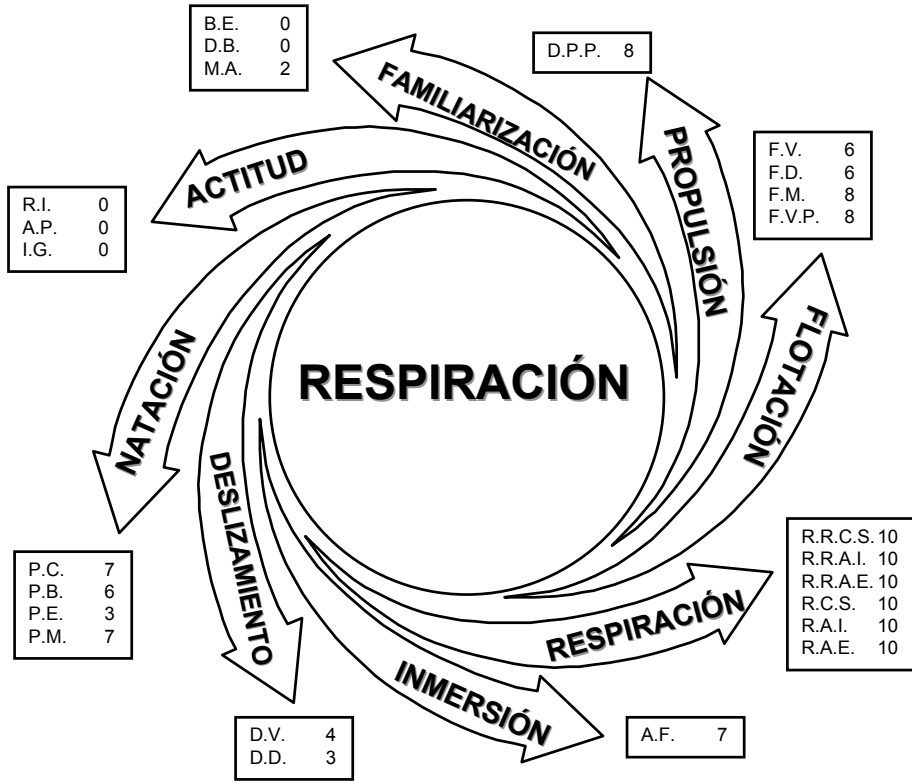 B.E. 0
D.B. 0
M.A. 2
D.P.P. 8
FAMILIARIZACIÓN
PROPULSIÓN
F.V. 6
F.D. 6
F.M. 8
F.V.P. 8
ACTITUD
R.I. 0
A.P. 0
I.G. 0
FLOTACIÓN
RESPIRACIÓN
NATACIÓN
DESLIZAMIENTO
P.C. 7
P.B. 6
P.E. 3
P.M. 7
R.R.C.S. 10
R.R.A.I. 10
R.R.A.E. 10
R.C.S. 10
R.A.I. 10
R.A.E. 10
RESPIRACIÓN
INMERSIÓN
D.V. 4
D.D. 3
A.F. 7